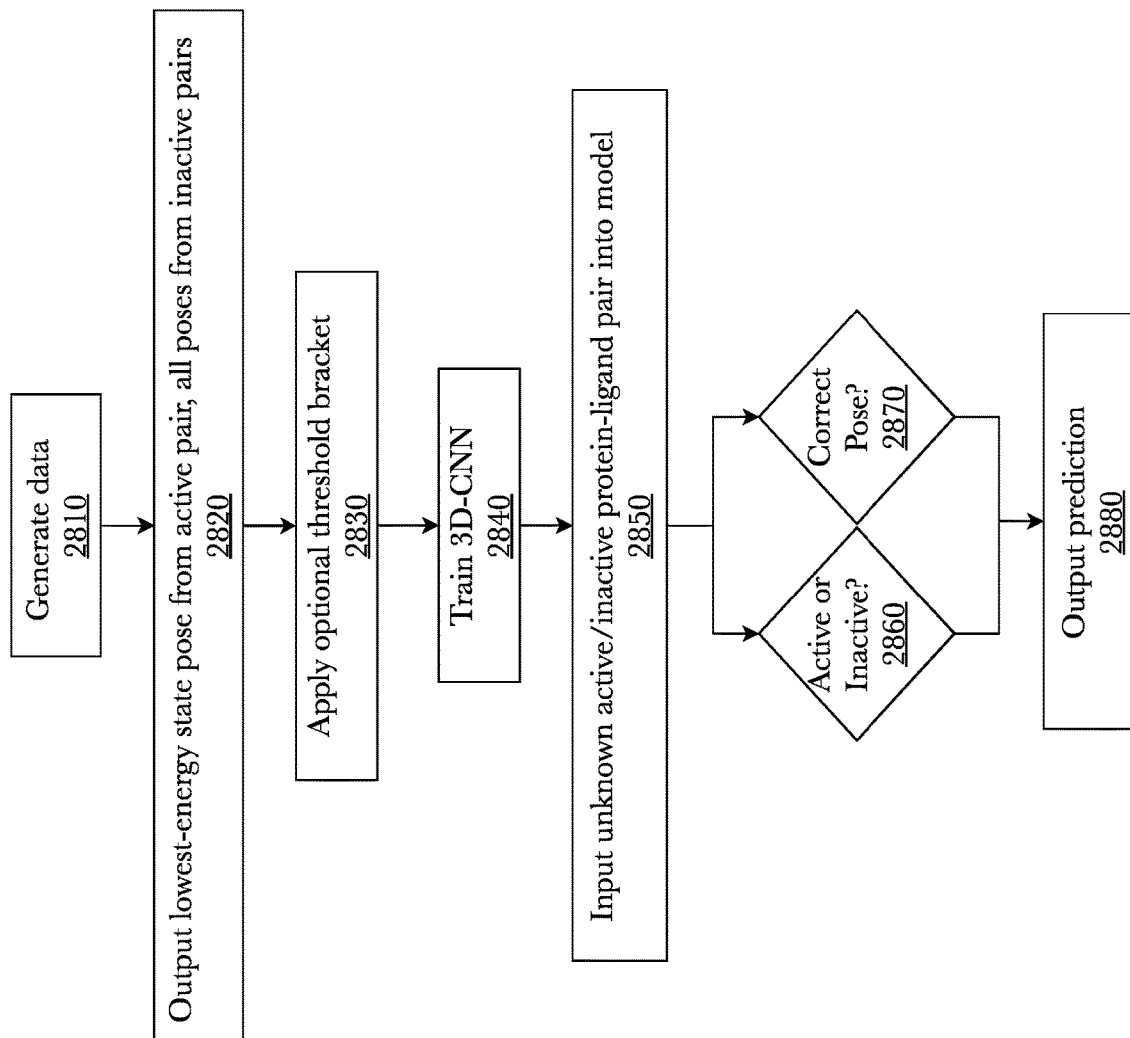 Generate data
2810
Output lowest-energy state pose from active pair, all poses from inactive pairs
2820
Apply optional threshold bracket
2830
Train 3D-CNN
2840
Input unknown active/inactive protein-ligand pair into model
2850
Active or
Inactive?
2860
Correct
Pose?
2870
Output prediction
2880